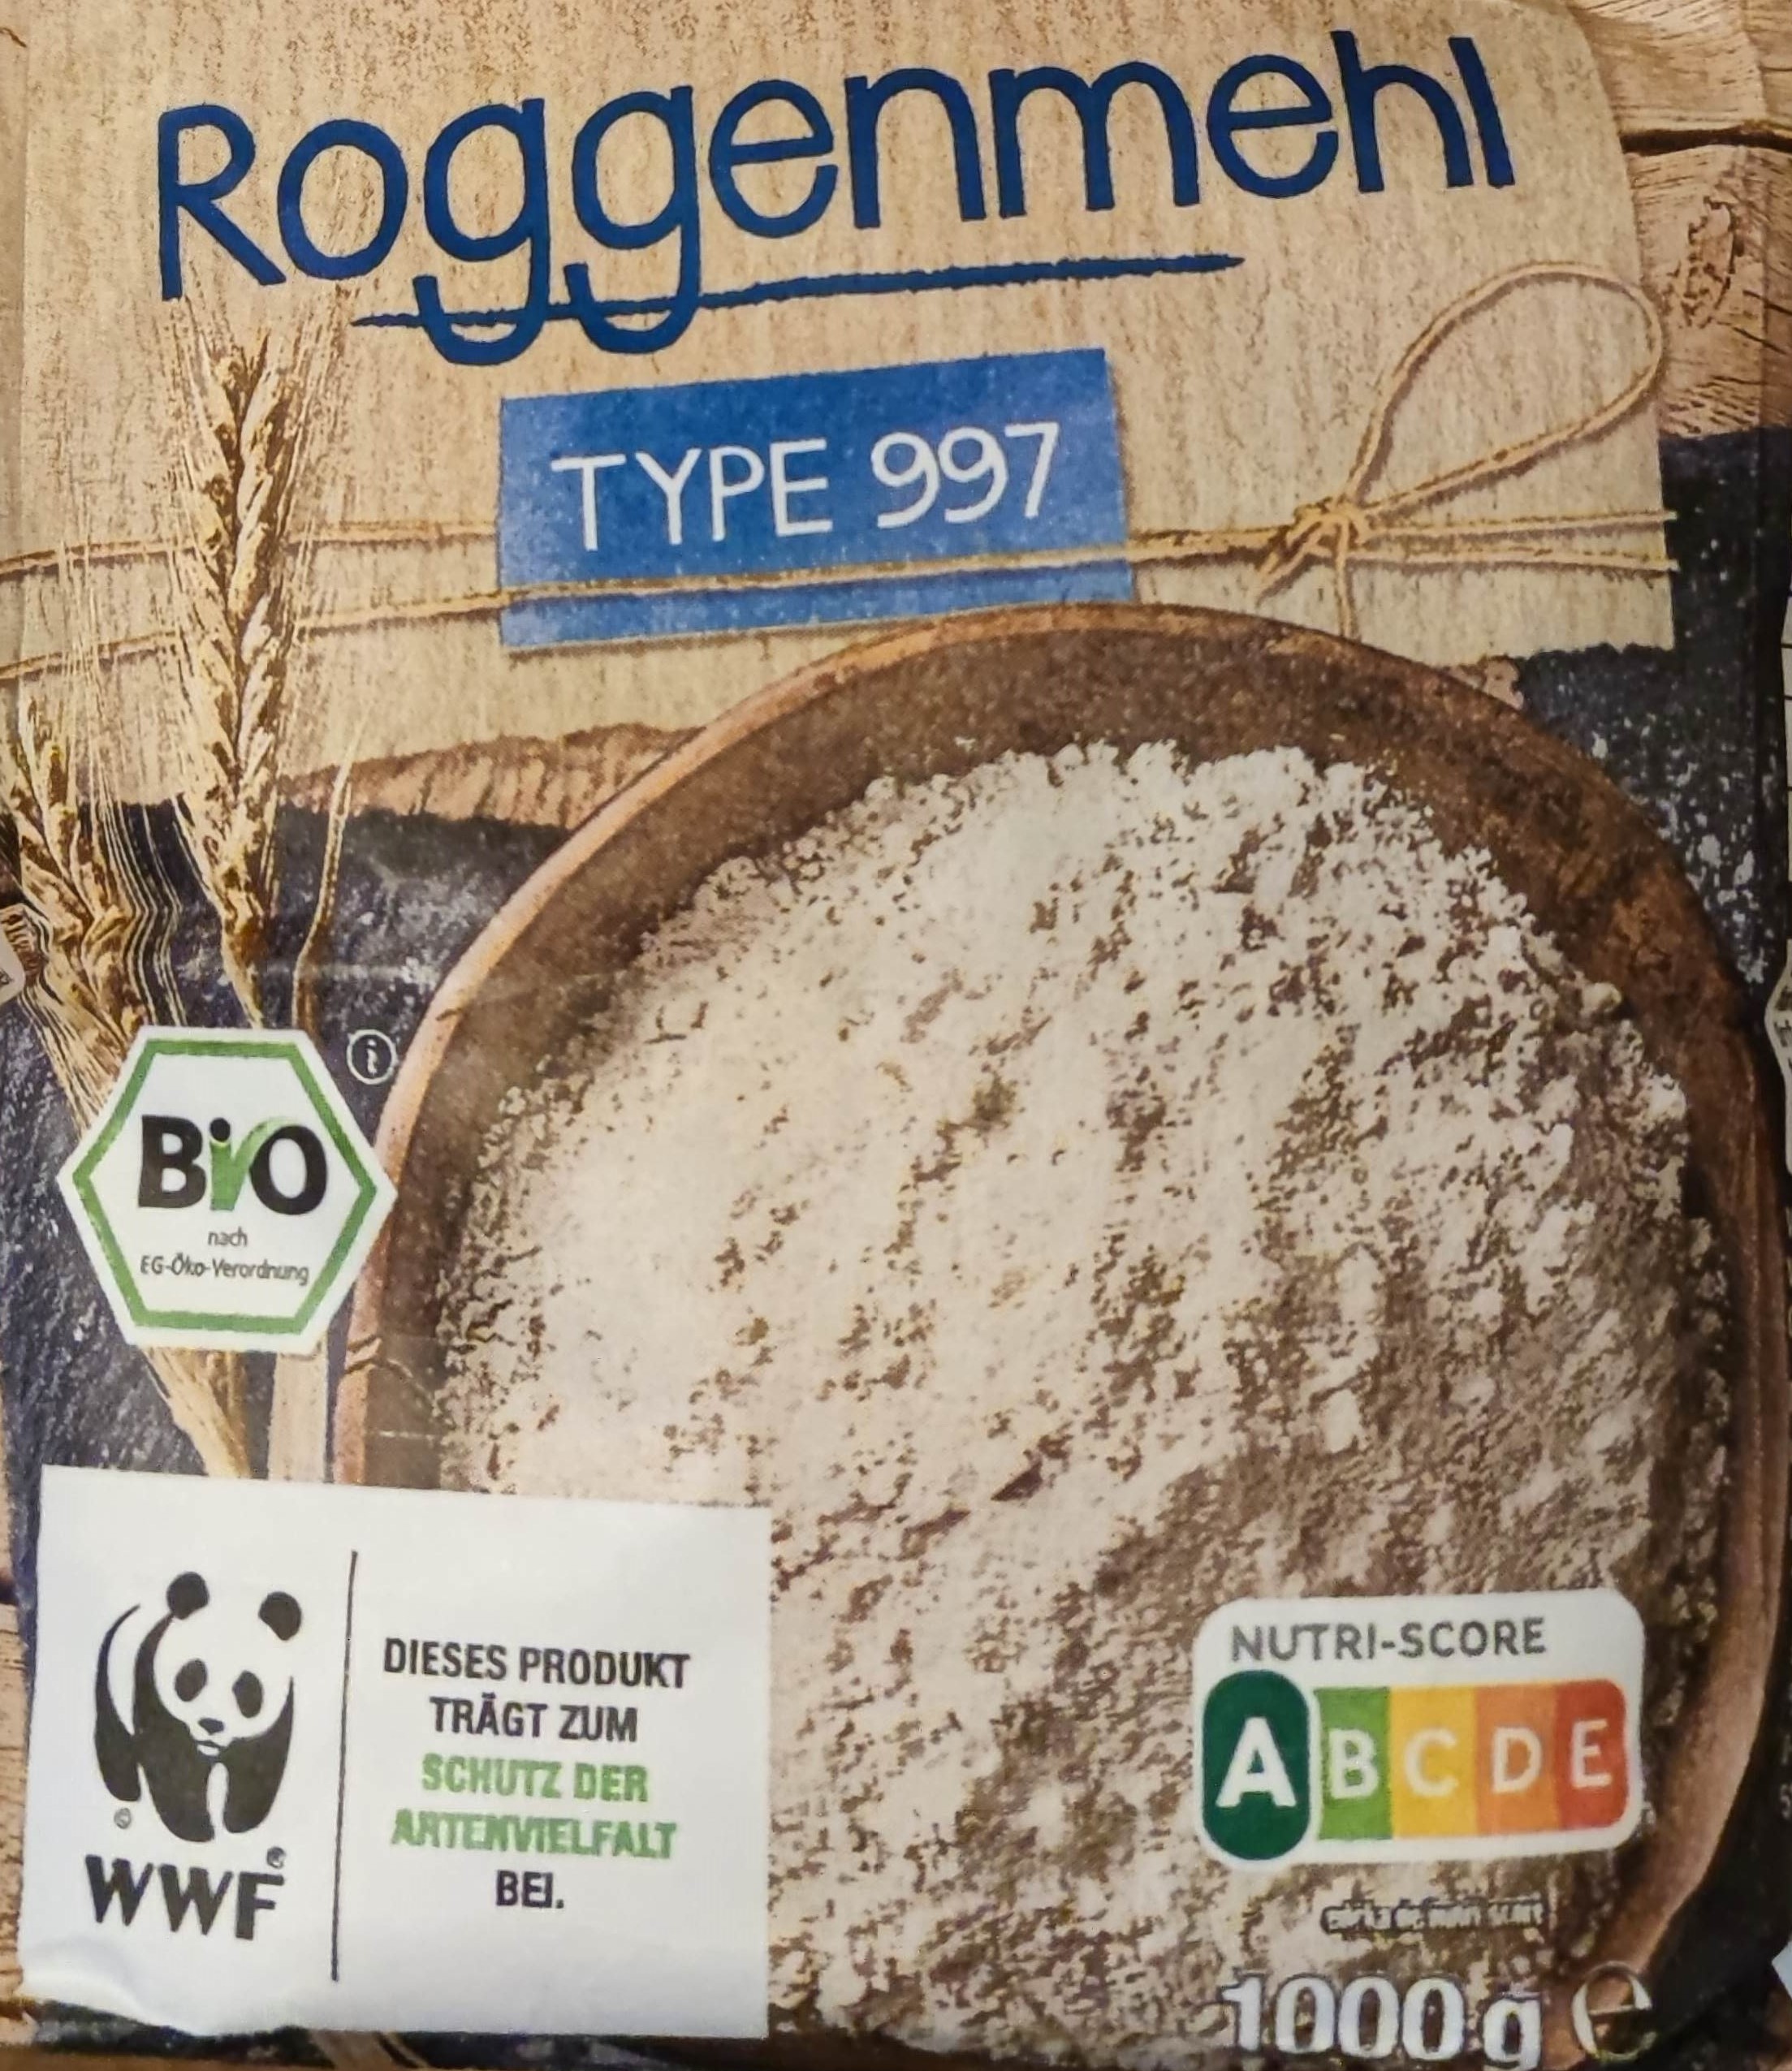 Roggenmehl
TYPE 997
BiO
nach
EG-Öko-Verordnung
DIESES PRODUKT
TRÄGT ZUM
SCHUTZ DER
ARTENVIELFALT
BEI.
®
WWF
NUTRI-SCORE
A B C D E
1000 g ℮